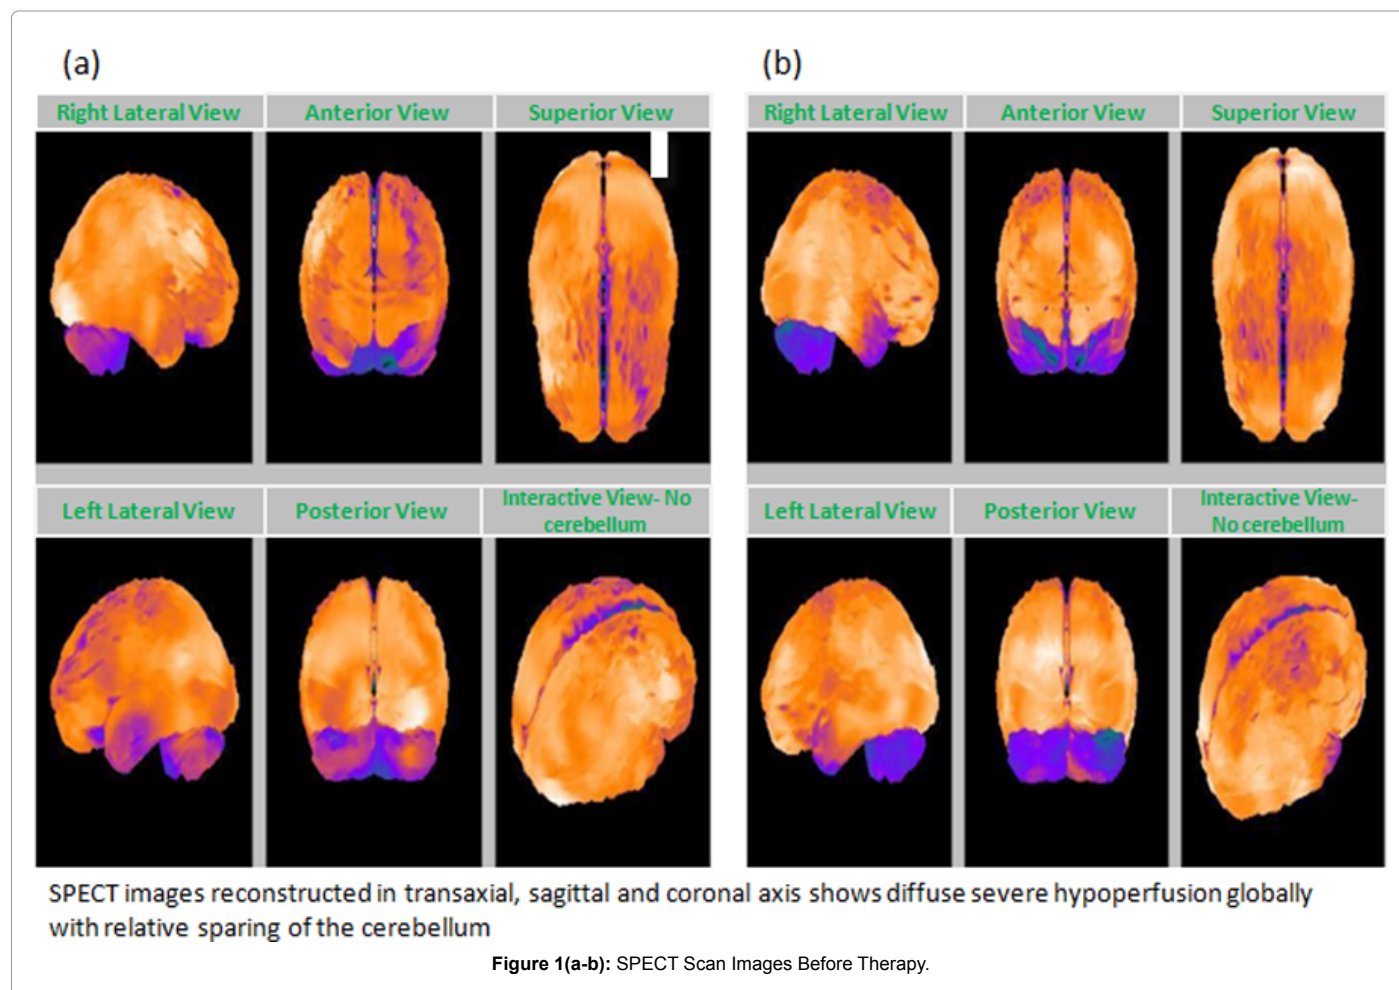 (a)
Right Lateral View
Anterior View
Superior View
Left Lateral View
Posterior View
Interactive View- No
cerebellum
(b)
Right Lateral View
Anterior View
Superior View
Left Lateral View
Posterior View
Interactive View-
No cerebellum
SPECT images reconstructed in transaxial, sagittal and coronal axis shows diffuse severe hypoperfusion globally
with relative sparing of the cerebellum
Figure 1(a-b): SPECT Scan Images Before Therapy.